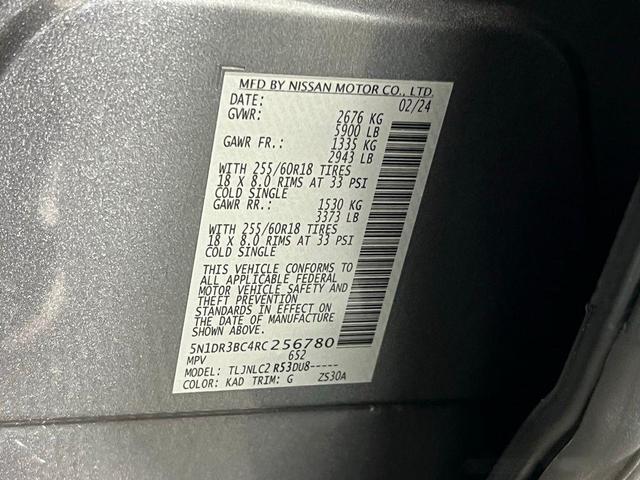 MFD BY NISSAN MOTOR CO., LTD
DATE: 02/24
GVWR: 2676 KG
5900 LB
GAWR FR.: 1335 KG
2943 LB
WITH 255/60R18 TIRES
18 X 8.0 RIMS AT 33 PSI
COLD SINGLE
GAWR RR.: 1530 KG
3373 LB
WITH 255/60R18 TIRES
18 X 8.0 RIMS AT 33 PSI
COLD SINGLE
THIS VEHICLE CONFORMS TO
ALL APPLICABLE FEDERAL
MOTOR VEHICLE SAFETY AND
THEFT PREVENTION
STANDARDS IN EFFECT ON
THE DATE OF MANUFACTURE
SHOWN ABOVE.
5N1DR3BC4RC256780
MPV 652
MODEL: TLJNLC2 R53DU8-----
COLOR: KAD TRIM: G ZS30A